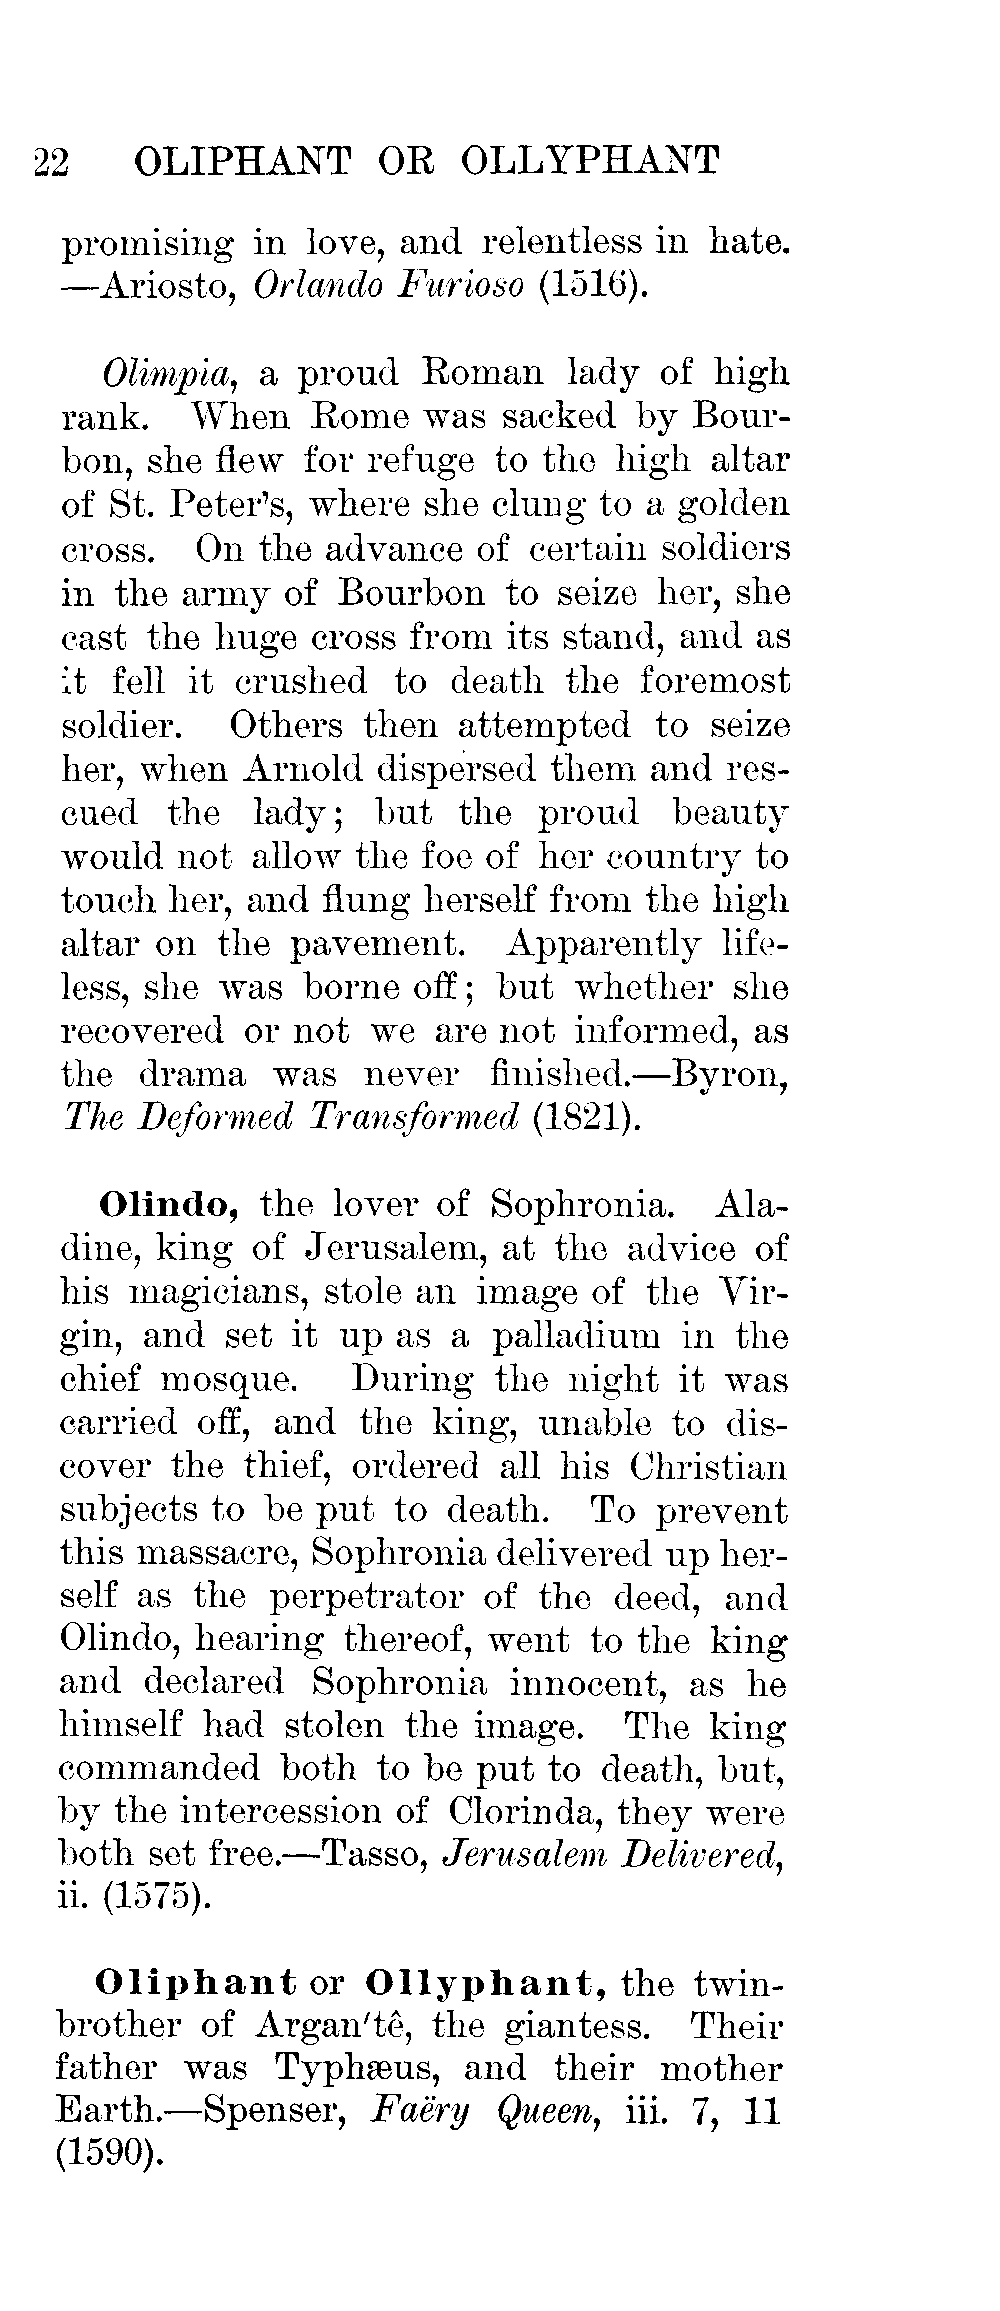 22 OLIPHANT OR OLLYPHANT
promising in love, and relentless in hate.
—Ariosto, Orlando Furioso (1516).
Olimpia, a proud Roman lady of high
rank. When Rome was sacked by Bour-
bon, she flew for refuge to the high altar
of St. Peter's, where she clung to a golden
cross. On the advance of certain soldiers
in the army of Bourbon to seize her, she
cast the huge cross from its stand, and as
it fell it crushed to death the foremost
soldier. Others then attempted to seize
her, when Arnold dispersed them and res-
cued the lady; but the proud beauty
would not allow the foe of her country to
touch her, and flung herself from the high
altar on the pavement. Apparently life-
less, she was borne off; but whether she
recovered or not we are not informed, as
the drama was never finished.—Byron,
The Deformed Transformed (1821).
Olindo, the lover of Sophronia. Ala-
dine, king of Jerusalem, at the advice of
his magicians, stole an image of the Vir-
gin, and set it up as a palladium in the
chief mosque. During the night it was
carried off, and the king, unable to dis-
cover the thief, ordered all his Christian
subjects to be put to death. To prevent
this massacre, Sophronia delivered up her-
self as the perpetrator of the deed, and
Olindo, hearing thereof, went to the king
and declared Sophronia innocent, as he
himself had stolen the image. The king
commanded both to be put to death, but,
by the intercession of Clorinda, they were
both set free.—Tasso, Jerusalem Delivered,
ii. (1575).
Oliphant or Ollyphant, the twin-
brother of Argan'tê, the giantess. Their
father was Typhæus, and their mother
Earth.—Spenser, Faëry Queen, iii. 7, 11
(1590).